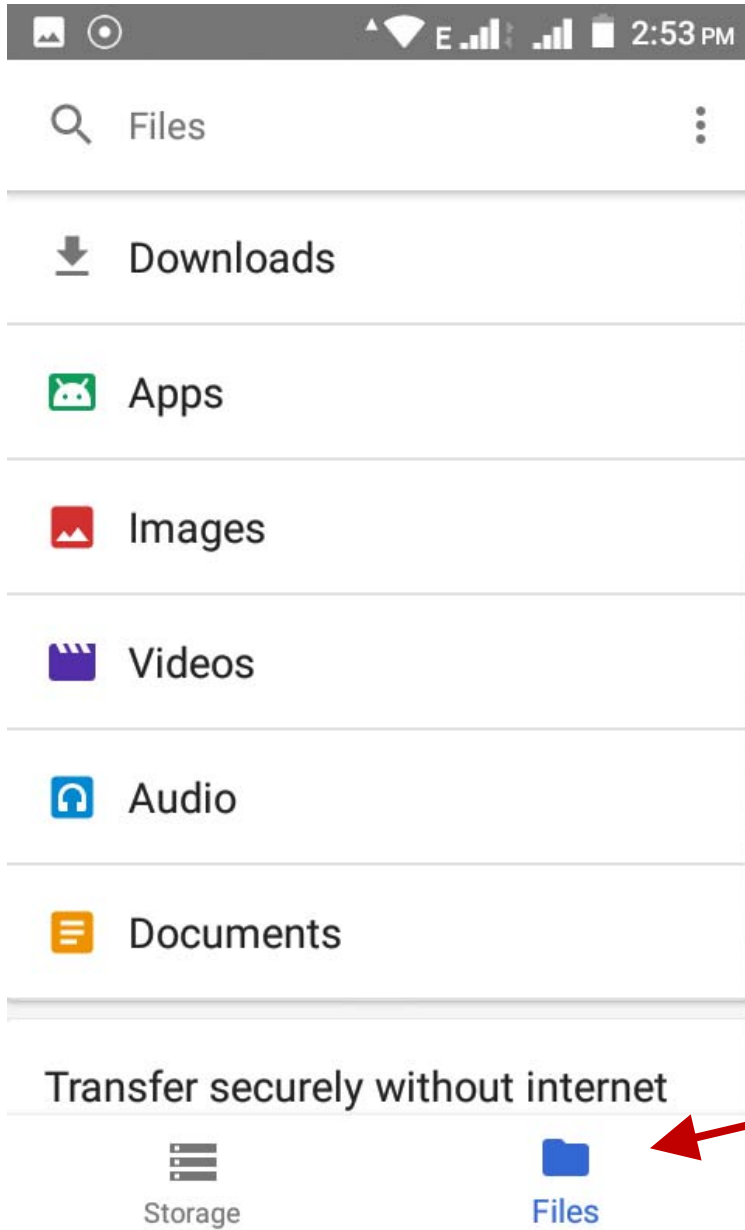 E 2:53 PM
Files
Downloads
Apps
Images
Videos
Audio
Documents
Transfer securely without internet
Storage
Files